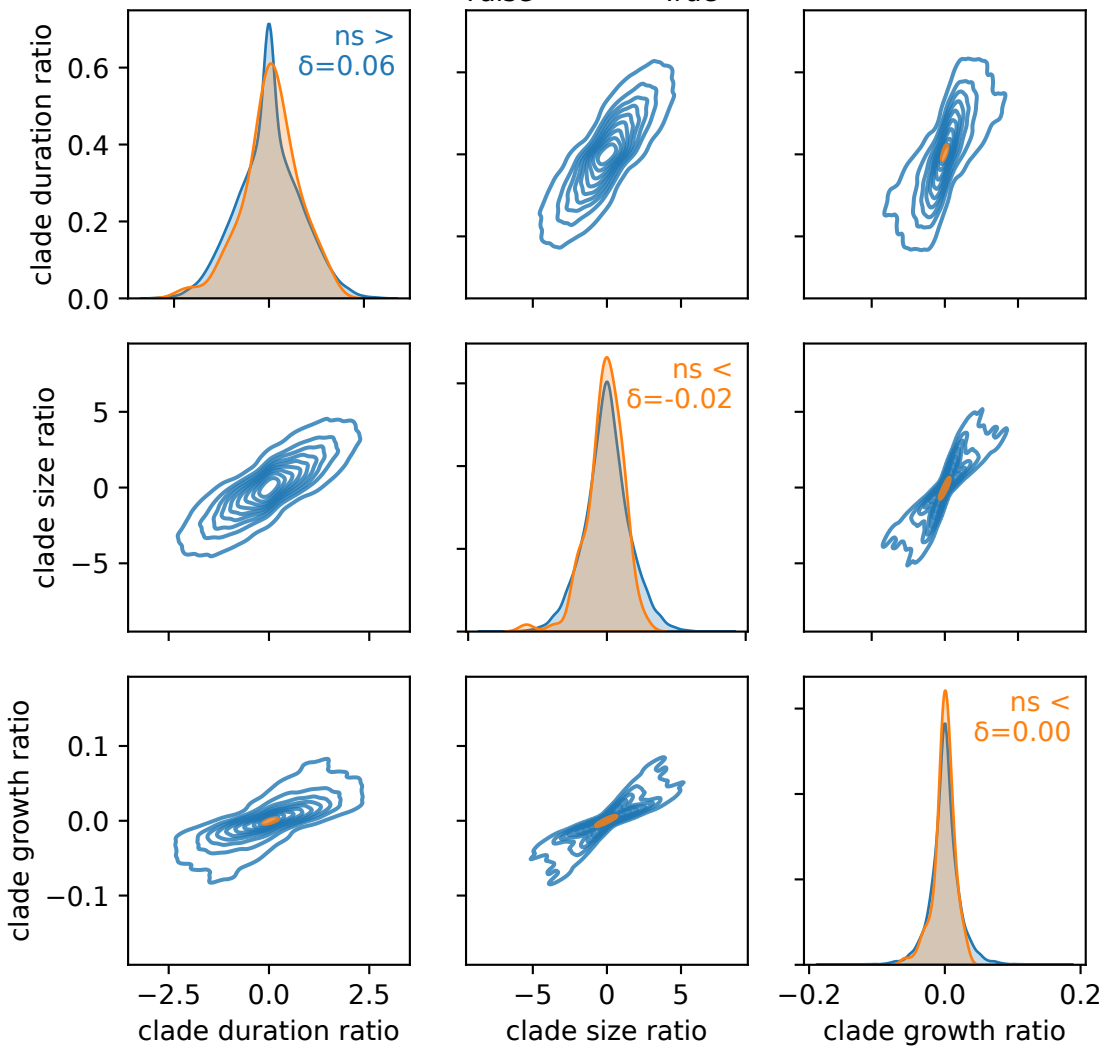 ns >
δ=0.06
clade duration ratio
0.6
0.4
0.2
0.0
ns <
δ=-0.02
clade size ratio
5
0
−5
−5
0
5
ns <
δ=0.00
clade growth ratio
0.1
0.0
−0.1
−2.5
0.0
2.5
−5
0
5
−0.2
0.0
0.2
clade duration ratio
clade size ratio
clade growth ratio